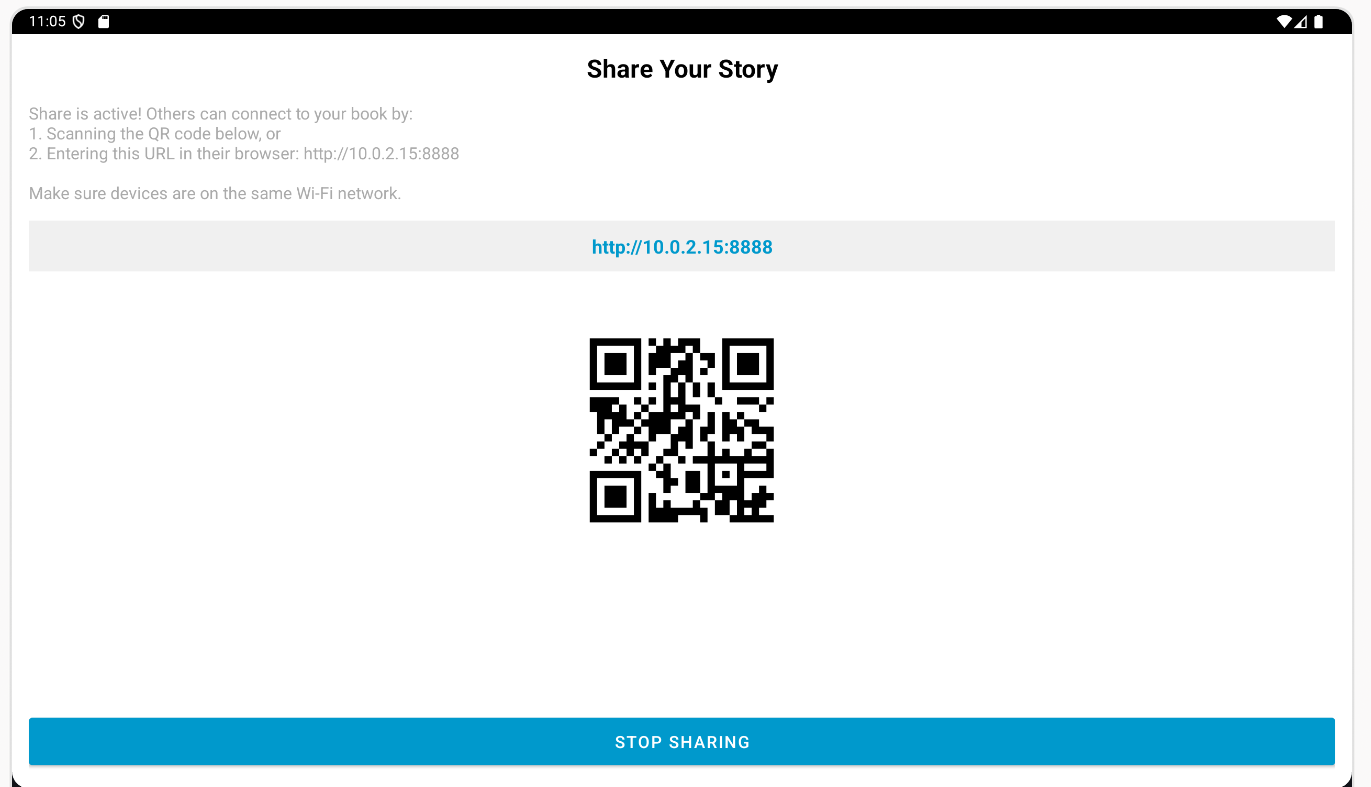 11:05
Share Your Story
Share is active! Others can connect to your book by:
1. Scanning the QR code below, or
2. Entering this URL in their browser: http://10.0.2.15:8888
Make sure devices are on the same Wi-Fi network.
http://10.0.2.15:8888
STOP SHARING